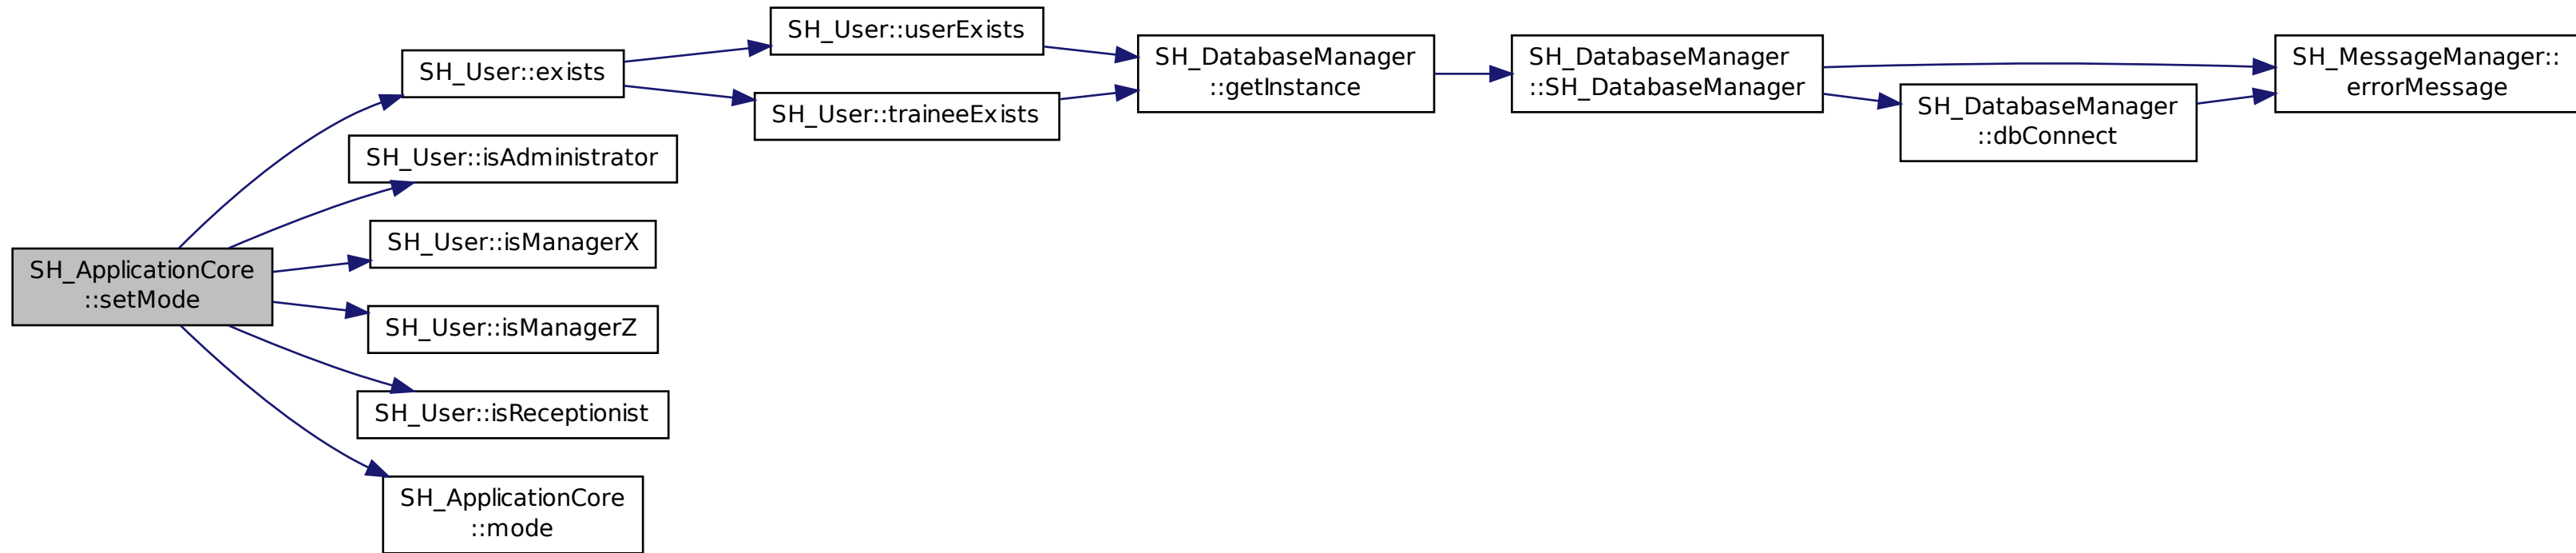 SH_ApplicationCore
::setMode
SH_User::exists
SH_User::isAdministrator
SH_User::isManagerX
SH_User::isManagerZ
SH_User::isReceptionist
SH_ApplicationCore
::mode
SH_User::userExists
SH_User::traineeExists
SH_DatabaseManager
::getInstance
SH_DatabaseManager
::SH_DatabaseManager
SH_DatabaseManager
::dbConnect
SH_MessageManager::
errorMessage